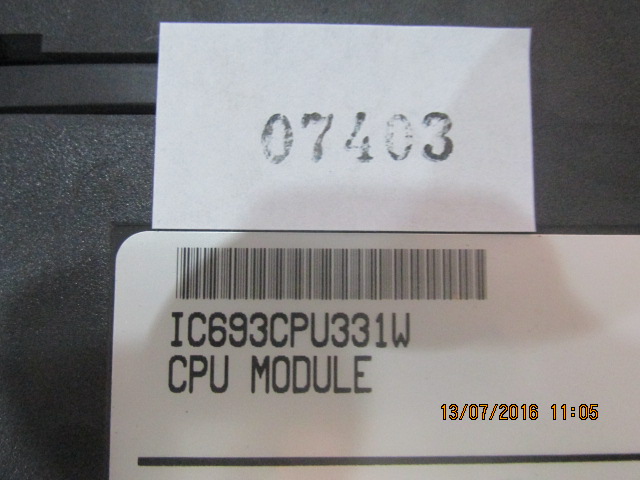 07403
IC693CPU331W
CPU MODULE
13/07/2016 11:05